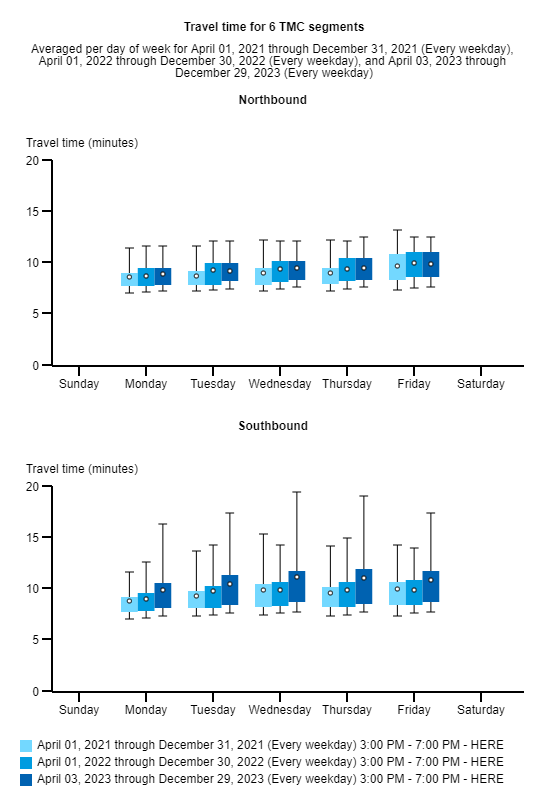 Travel time for 6 TMC segments
Averaged per day of week for April 01, 2021 through December 31, 2021 (Every weekday),
April 01, 2022 through December 30, 2022 (Every weekday), and April 03, 2023 through
December 29, 2023 (Every weekday)
Northbound
Travel time (minutes)
20
15
10
5
0
Sunday Monday Tuesday Wednesday Thursday Friday Saturday
Southbound
Travel time (minutes)
20
15
10
5
0
Sunday Monday Tuesday Wednesday Thursday Friday Saturday
April 01, 2021 through December 31, 2021 (Every weekday) 3:00 PM - 7:00 PM - HERE
April 01, 2022 through December 30, 2022 (Every weekday) 3:00 PM - 7:00 PM - HERE
April 03, 2023 through December 29, 2023 (Every weekday) 3:00 PM - 7:00 PM - HERE